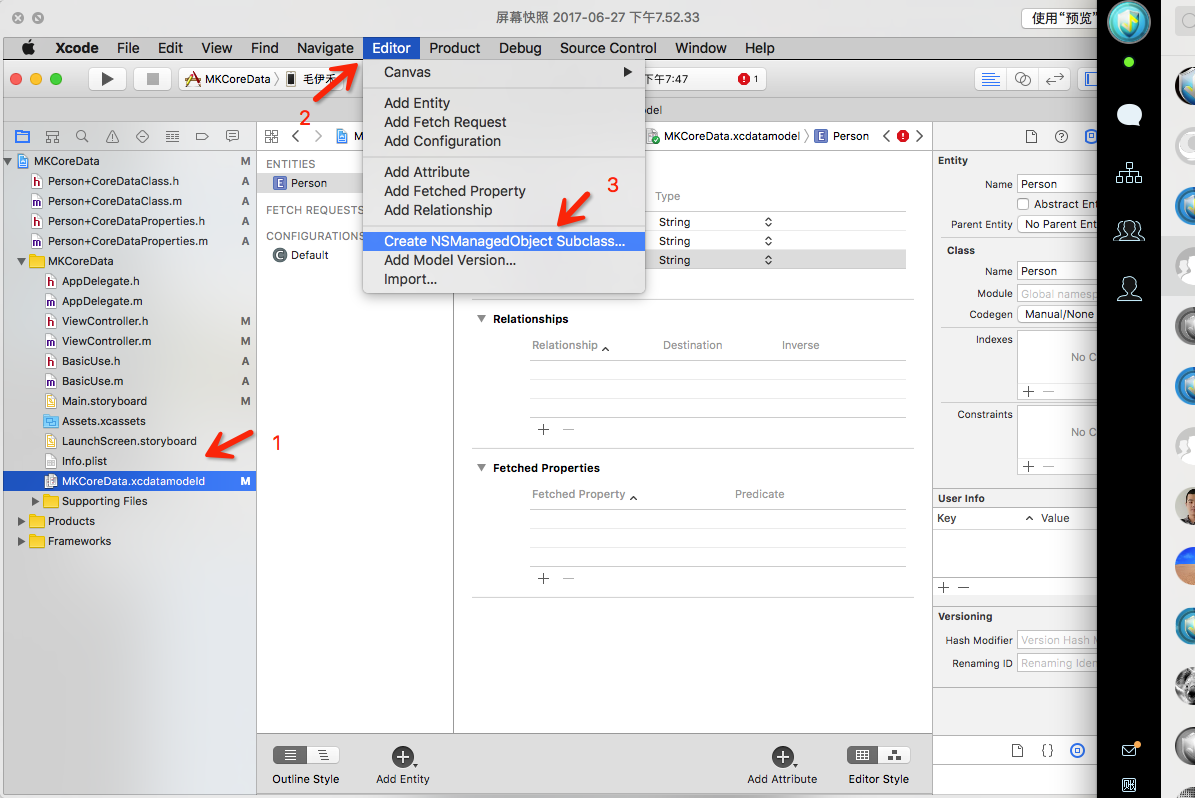 屏幕快照 2017-06-27 下午7.52.33
使用“预览”
Xcode File Edit View Find Navigate Editor Product Debug Source Control Window Help
MKCoreData 〉 毛伊禾
下午7:47
1
2
Canvas
Add Entity
Add Fetch Request
Add Configuration
Add Attribute
Add Fetched Property
Add Relationship
3
Create NSManagedObject Subclass...
Add Model Version...
Import...
MKCoreData.xcdatamodel 〉 E Person
MKCoreData M
Person+CoreDataClass.h A
Person+CoreDataClass.m A
Person+CoreDataProperties.h A
Person+CoreDataProperties.m A
MKCoreData
AppDelegate.h
AppDelegate.m
ViewController.h M
ViewController.m M
BasicUse.h A
BasicUse.m A
Main.storyboard M
Assets.xcassets
LaunchScreen.storyboard
1
Info.plist
MKCoreData.xcdatamodeld M
Supporting Files
Products
Frameworks
ENTITIES
E Person
FETCH REQUESTS
CONFIGURATIONS
C Default
Type
String
String
String
Relationships
Relationship Destination Inverse
Fetched Properties
Fetched Property Predicate
Outline Style
Add Entity
Add Attribute
Editor Style
Entity
Name Person
Abstract Ent
Parent Entity No Parent Ent
Class
Name Person
Module Global namesp
Codegen Manual/None
Indexes
No C
Constraints
No C
User Info
Key Value
Versioning
Hash Modifier Version Hash M
Renaming ID Renaming Iden